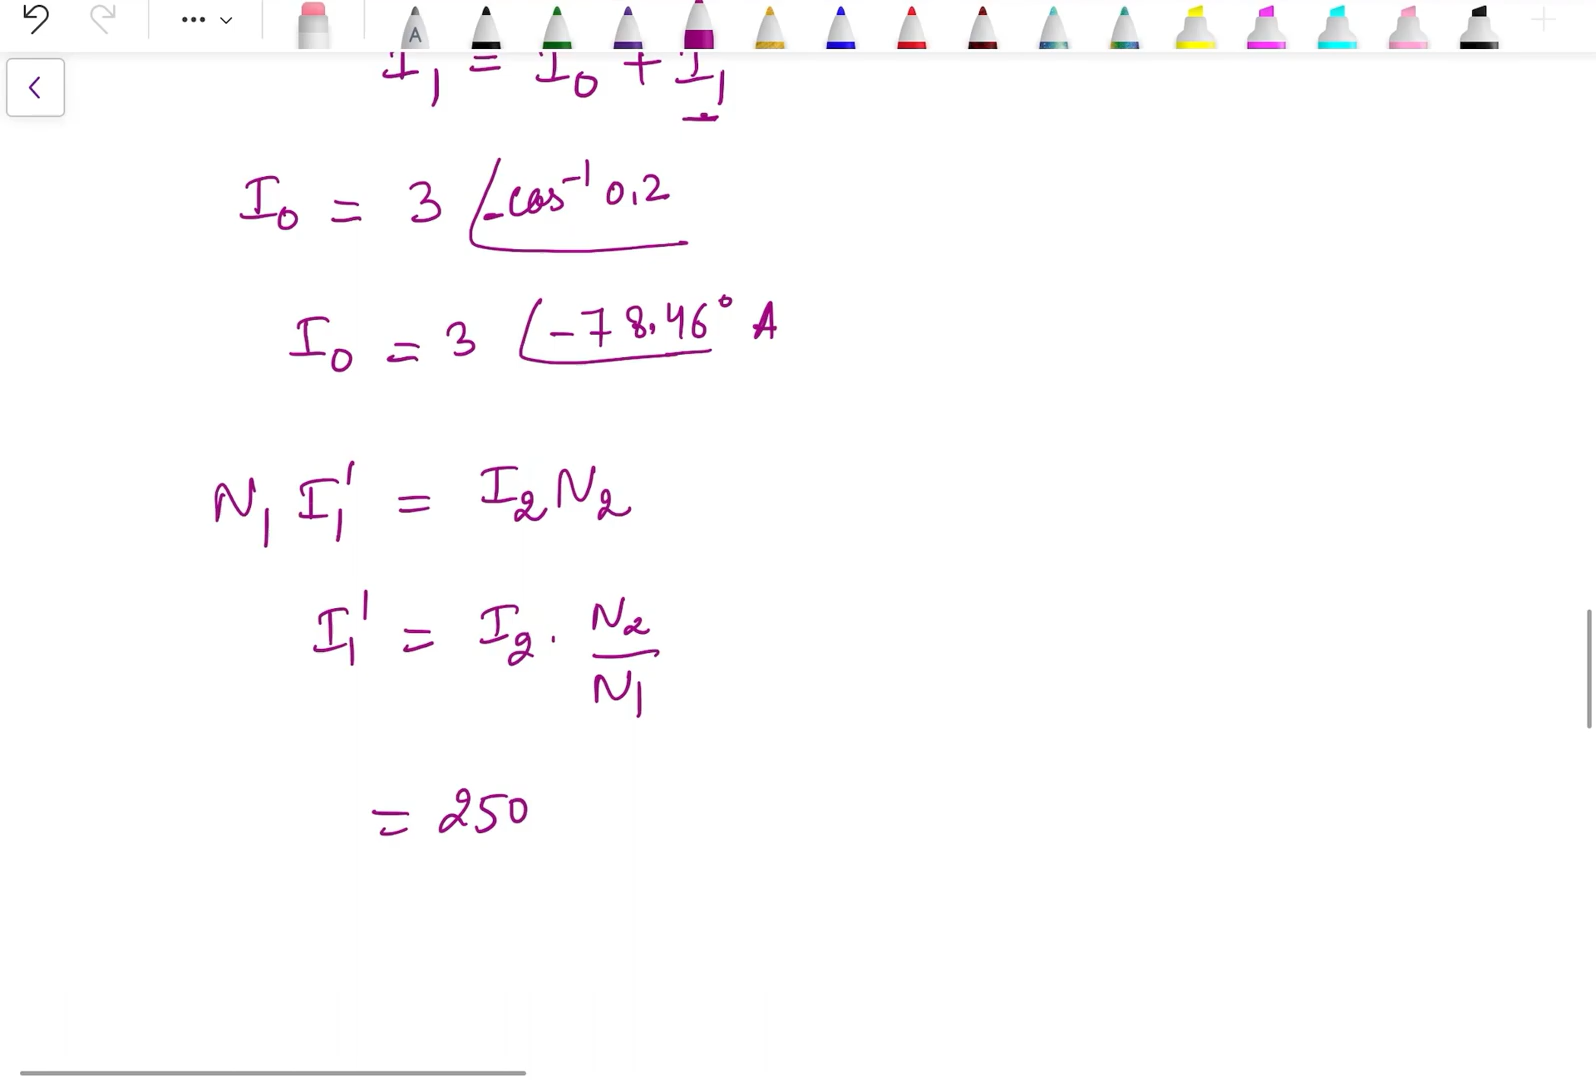 A
I₁ = I₀ + I₁
I₀ = 3 ∠-cos⁻¹ 0.2
I₀ = 3 ∠-78.46° A
N₁ I₁' = I₂ N₂
I₁' = I₂ · N₂/N₁
= 250